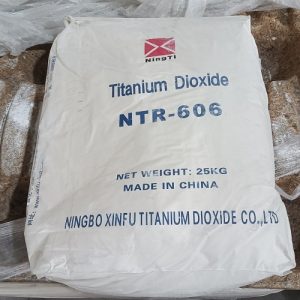 NingTi
Titanium Dioxide
NTR-606
NET WEIGHT: 25KG
MADE IN CHINA
NINGBO XINFU TITANIUM DIOXIDE CO.,LTD